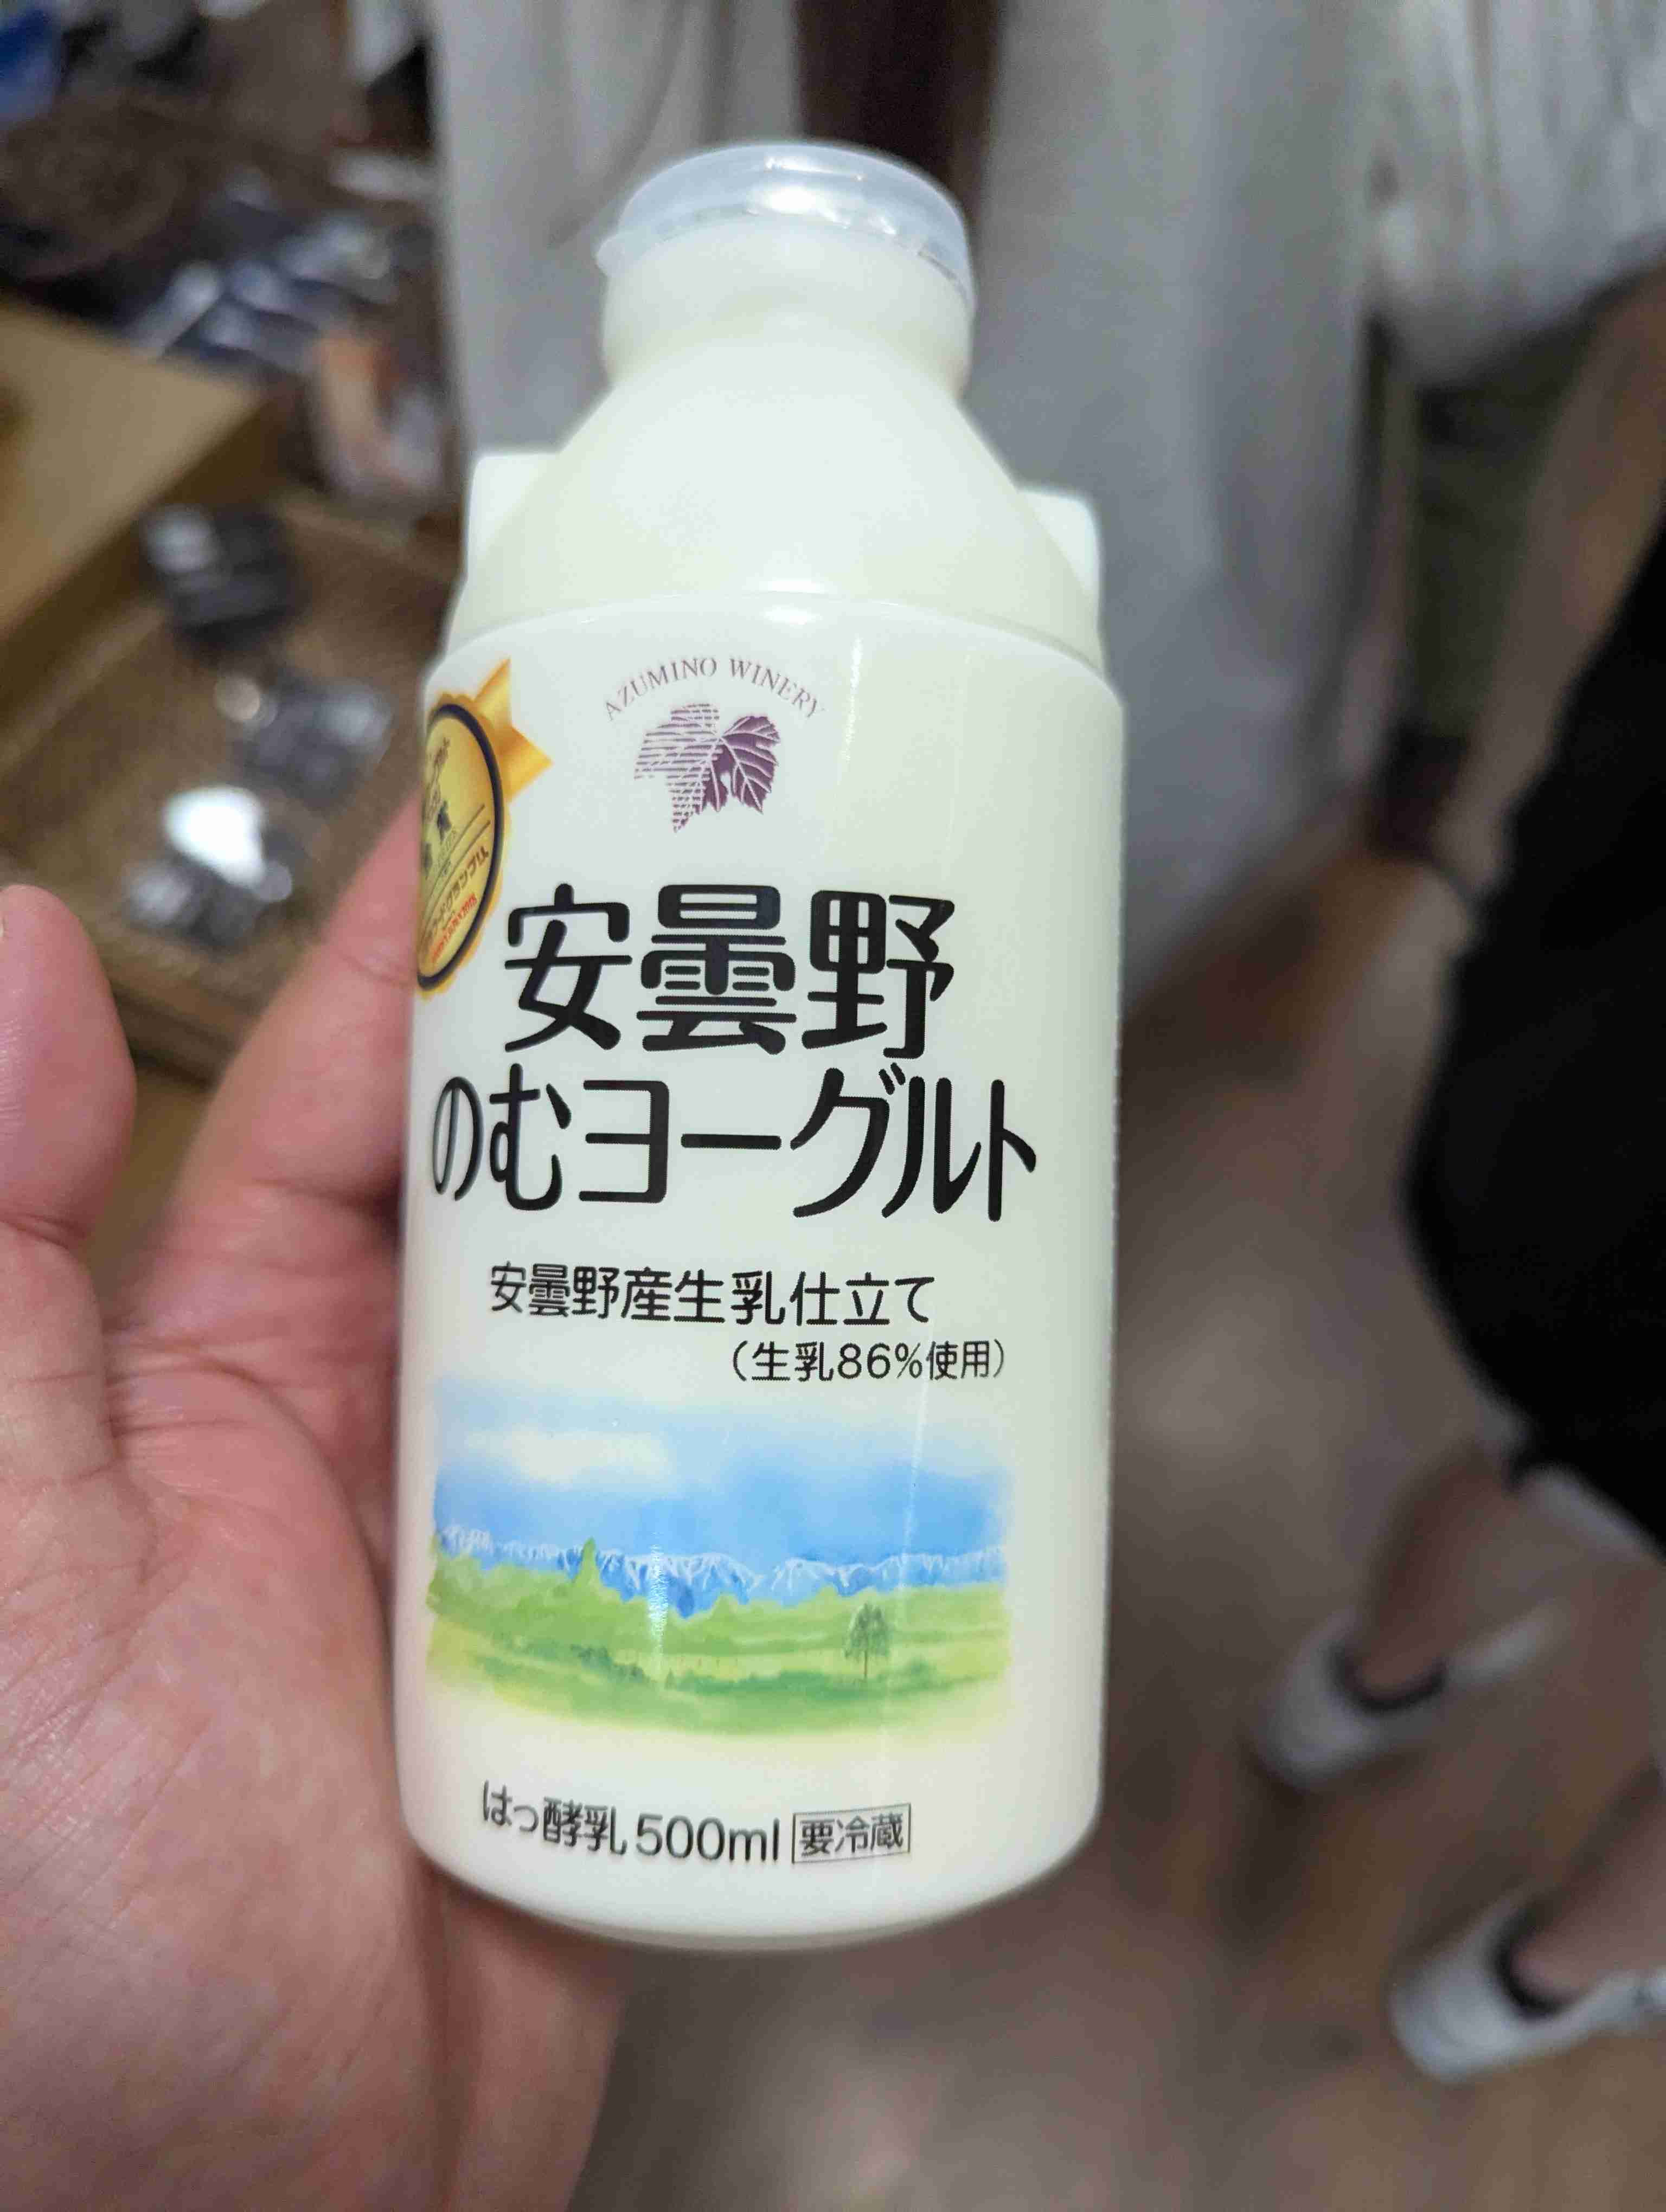 AZUMINO WINERY
安曇野
のむヨーグルト
安曇野産生乳仕立て
(生乳86%使用)
はっ酵乳 500ml 要冷蔵